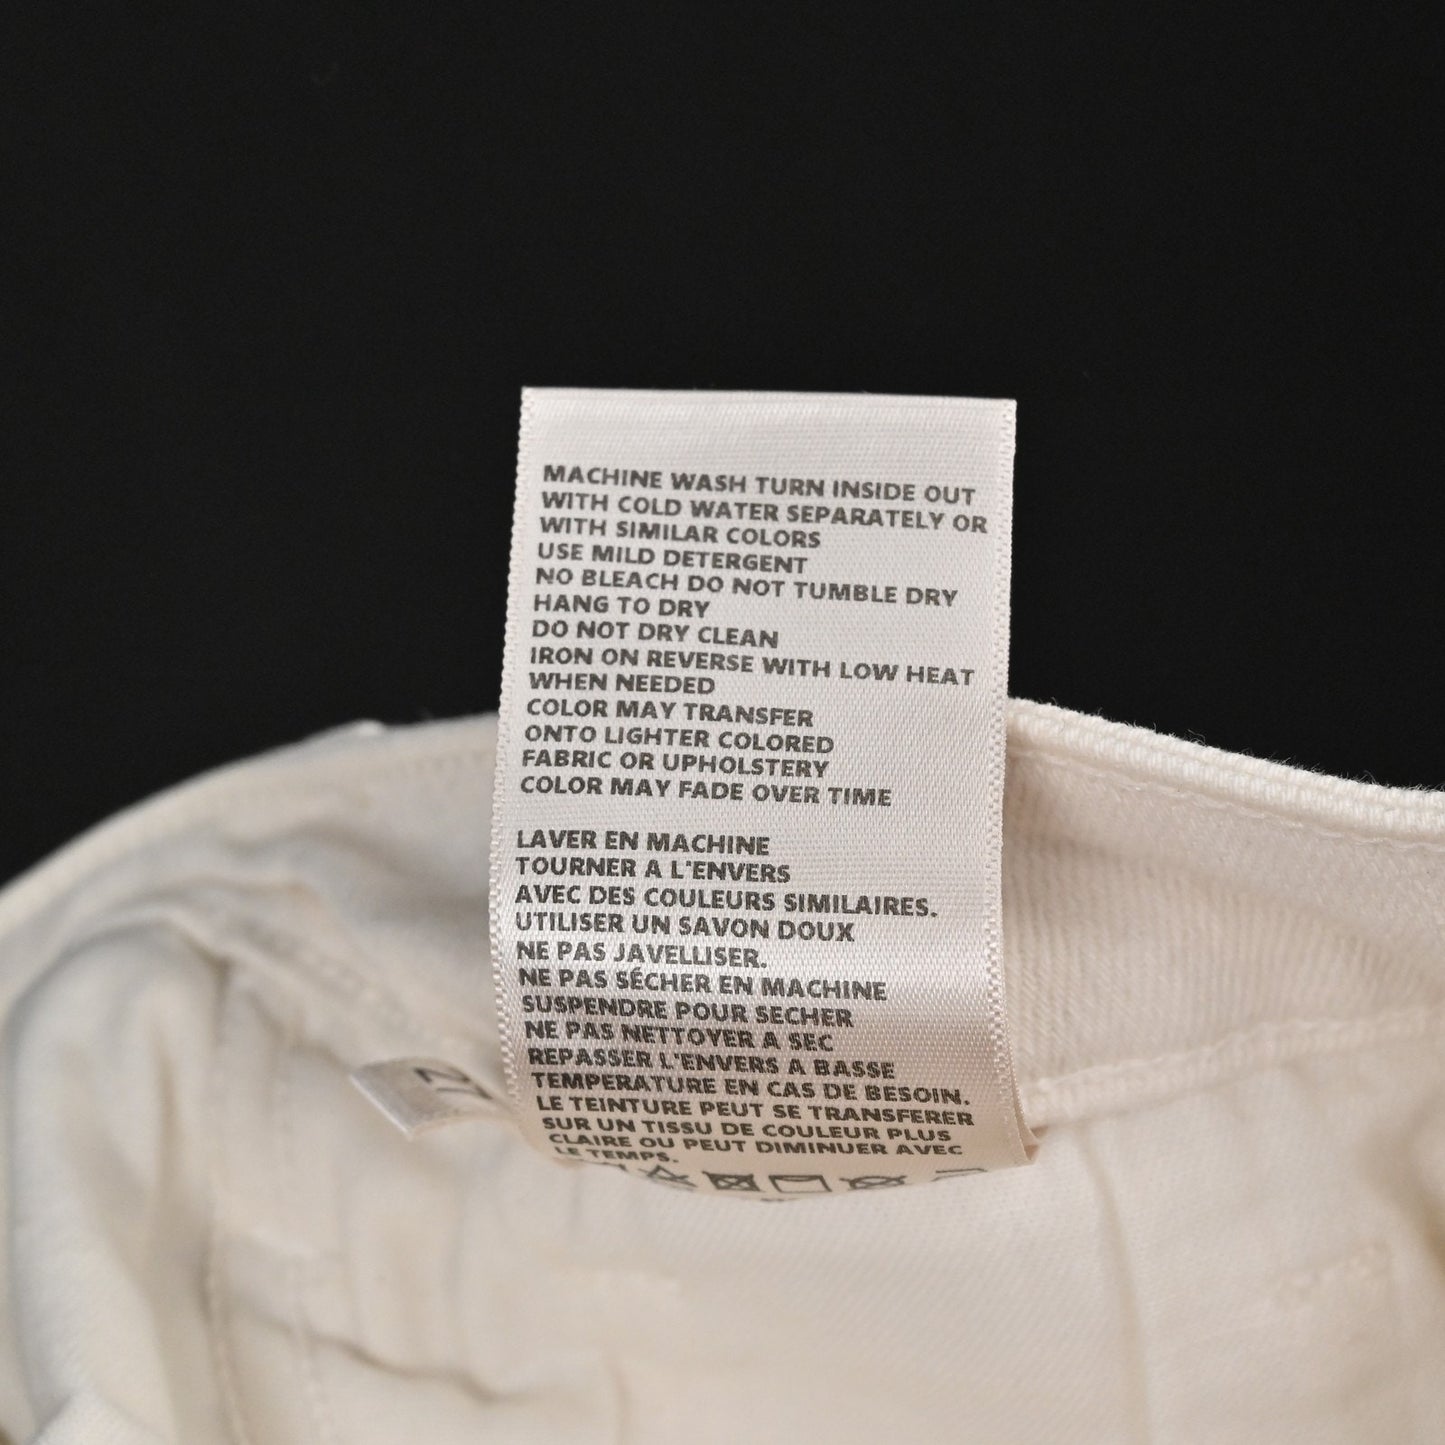 MACHINE WASH TURN INSIDE OUT
WITH COLD WATER SEPARATELY OR
WITH SIMILAR COLORS
USE MILD DETERGENT
NO BLEACH DO NOT TUMBLE DRY
HANG TO DRY
DO NOT DRY CLEAN
IRON ON REVERSE WITH LOW HEAT
WHEN NEEDED
COLOR MAY TRANSFER
ONTO LIGHTER COLORED
FABRIC OR UPHOLSTERY
COLOR MAY FADE OVER TIME
LAVER EN MACHINE
TOURNER A L'ENVERS
AVEC DES COULEURS SIMILAIRES.
UTILISER UN SAVON DOUX
NE PAS JAVELLISER.
NE PAS SÉCHER EN MACHINE
SUSPENDRE POUR SECHER
NE PAS NETTOYER A SEC
REPASSER L'ENVERS A BASSE
TEMPERATURE EN CAS DE BESOIN.
LE TEINTURE PEUT SE TRANSFERER
SUR UN TISSU DE COULEUR PLUS
CLAIRE OU PEUT DIMINUER AVEC
LE TEMPS.